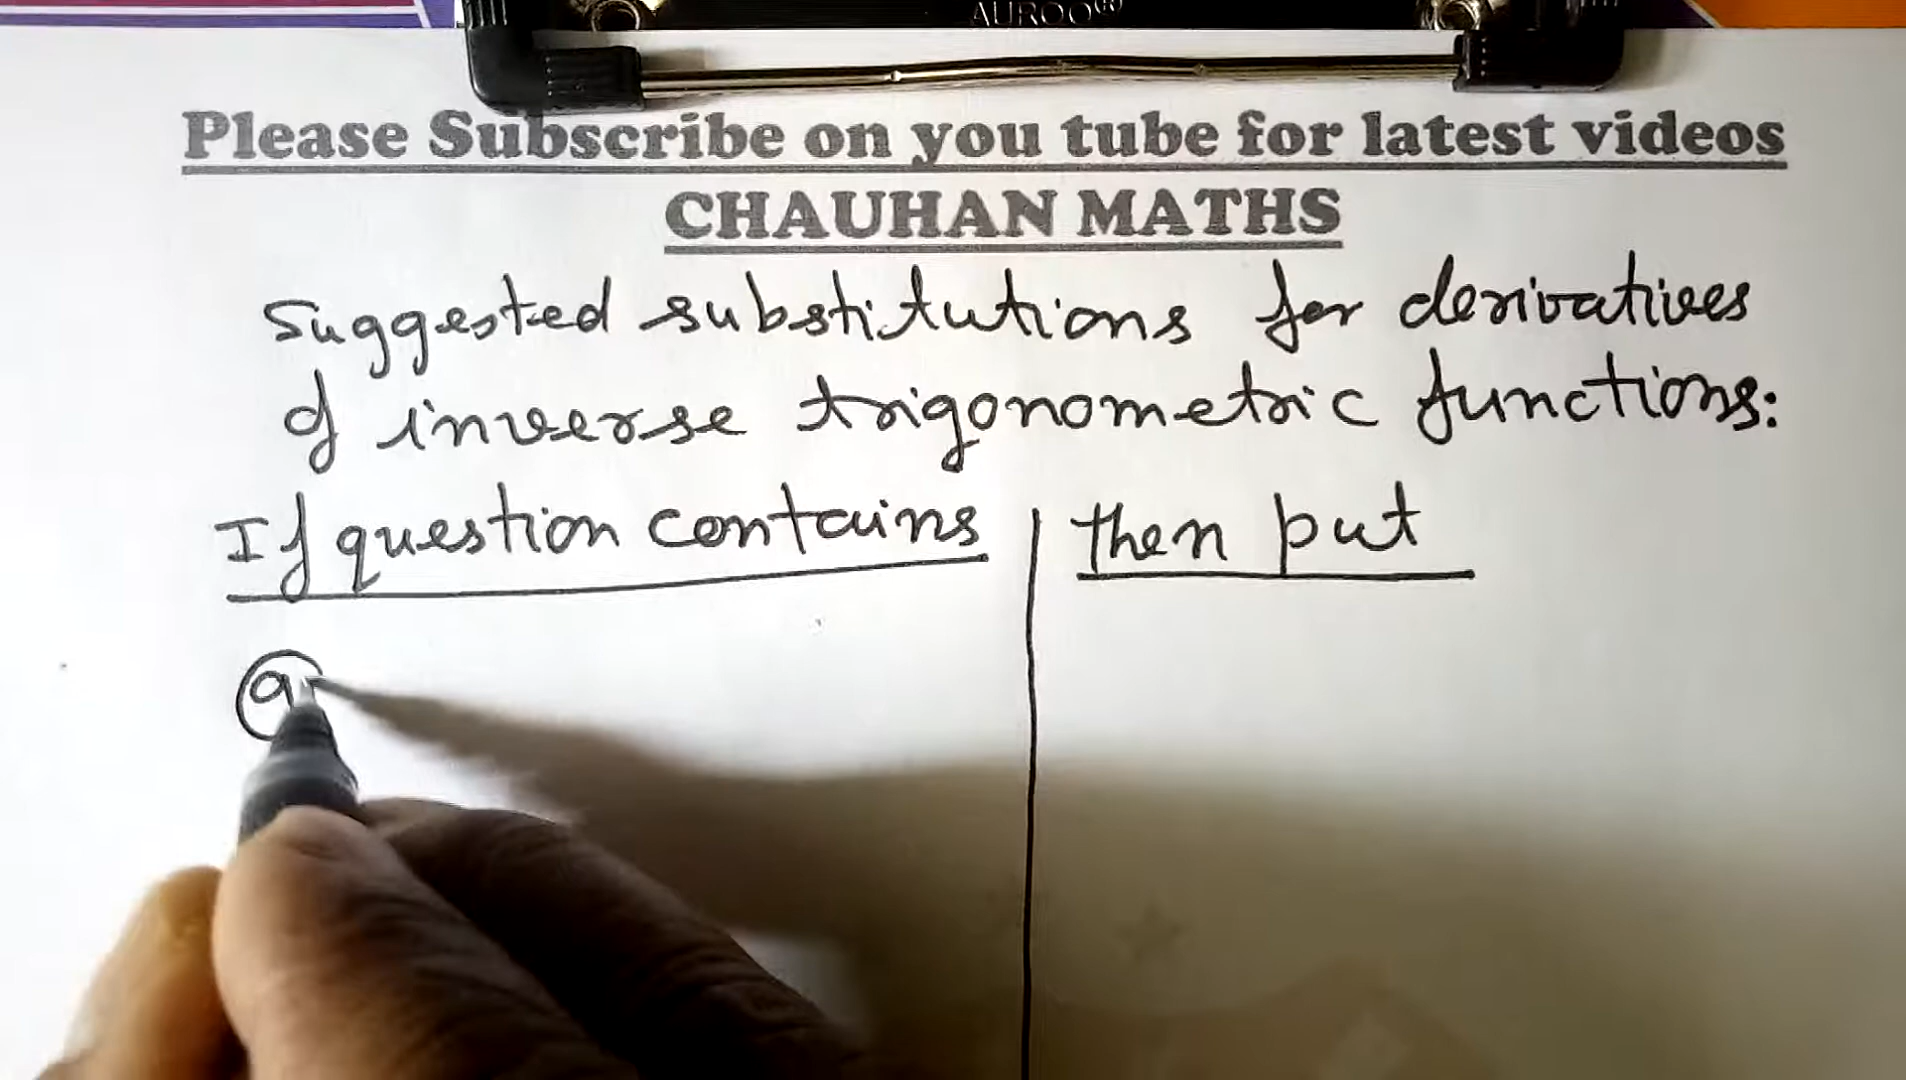 AUROO
Please Subscribe on you tube for latest videos
CHAUHAN MATHS
Suggested substitutions for derivatives
of inverse trigonometric functions:
If question contains then put
a